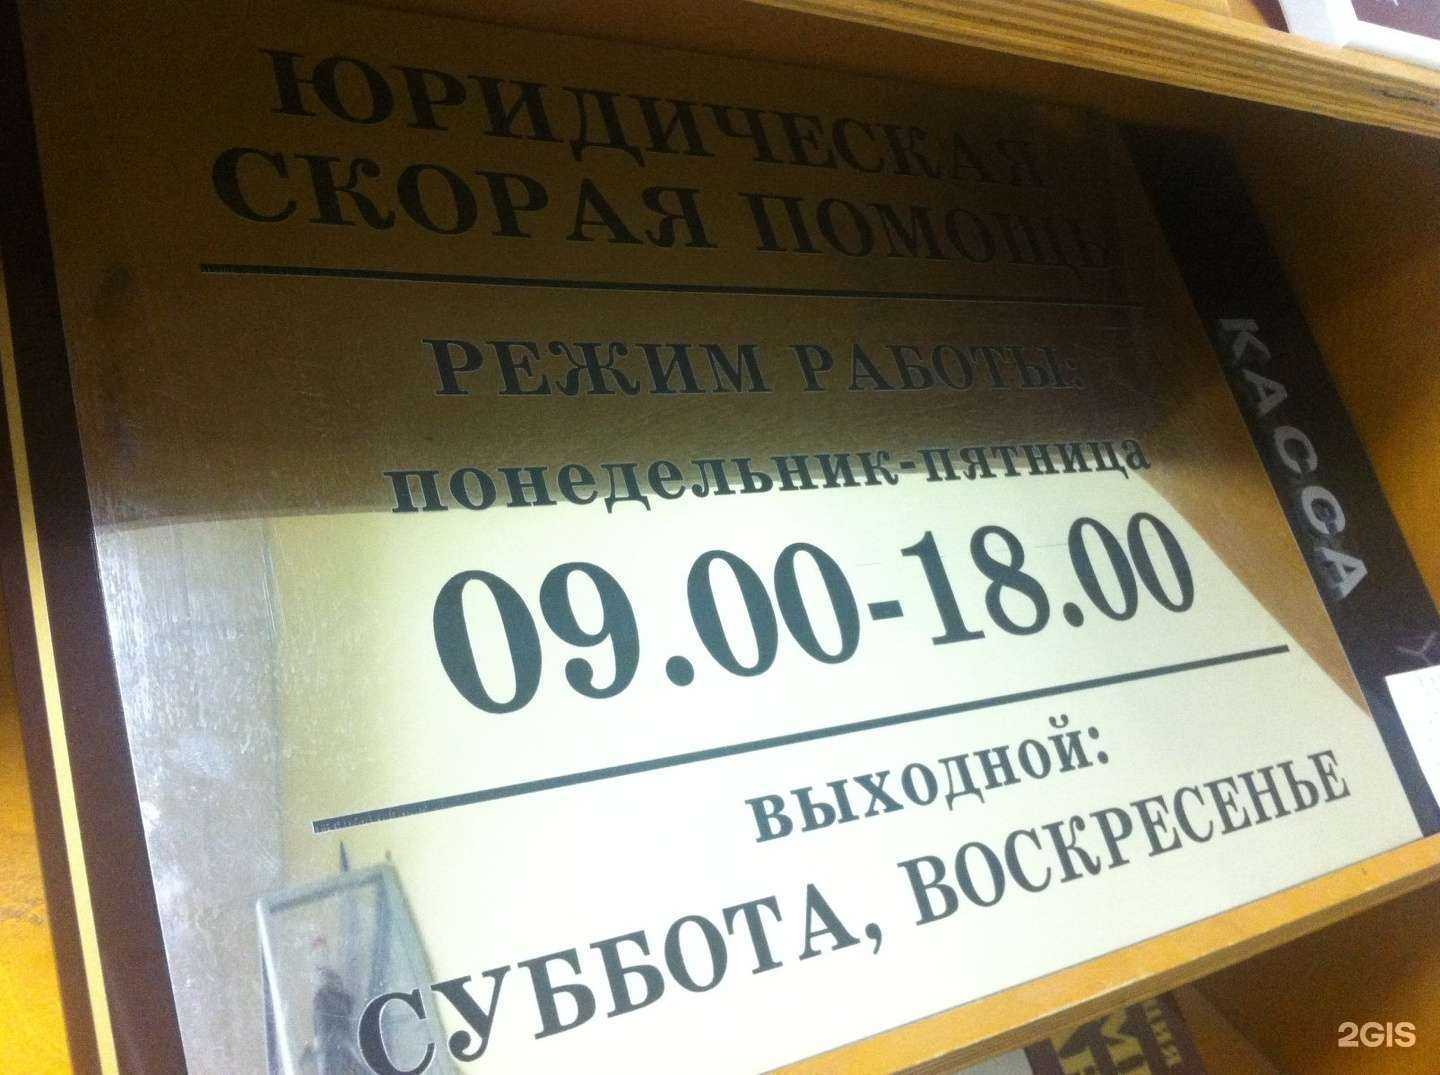 ЮРИДИЧЕСКАЯ
СКОРАЯ ПОМОЩЬ
РЕЖИМ РАБОТЫ:
понедельник-пятница
09.00-18.00
выходной:
СУББОТА, ВОСКРЕСЕНЬЕ
КАССА
2GIS